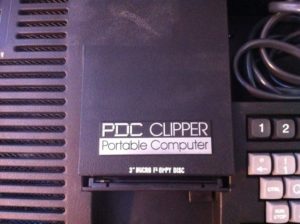 PDC CLIPPER
Portable Computer
3" MICRO FLOPPY DISC
1 2